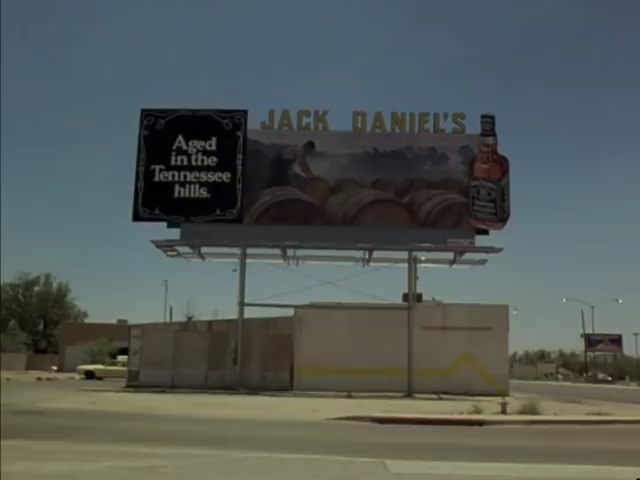 JACK DANIEL'S
Aged
in the
Tennessee
hills.